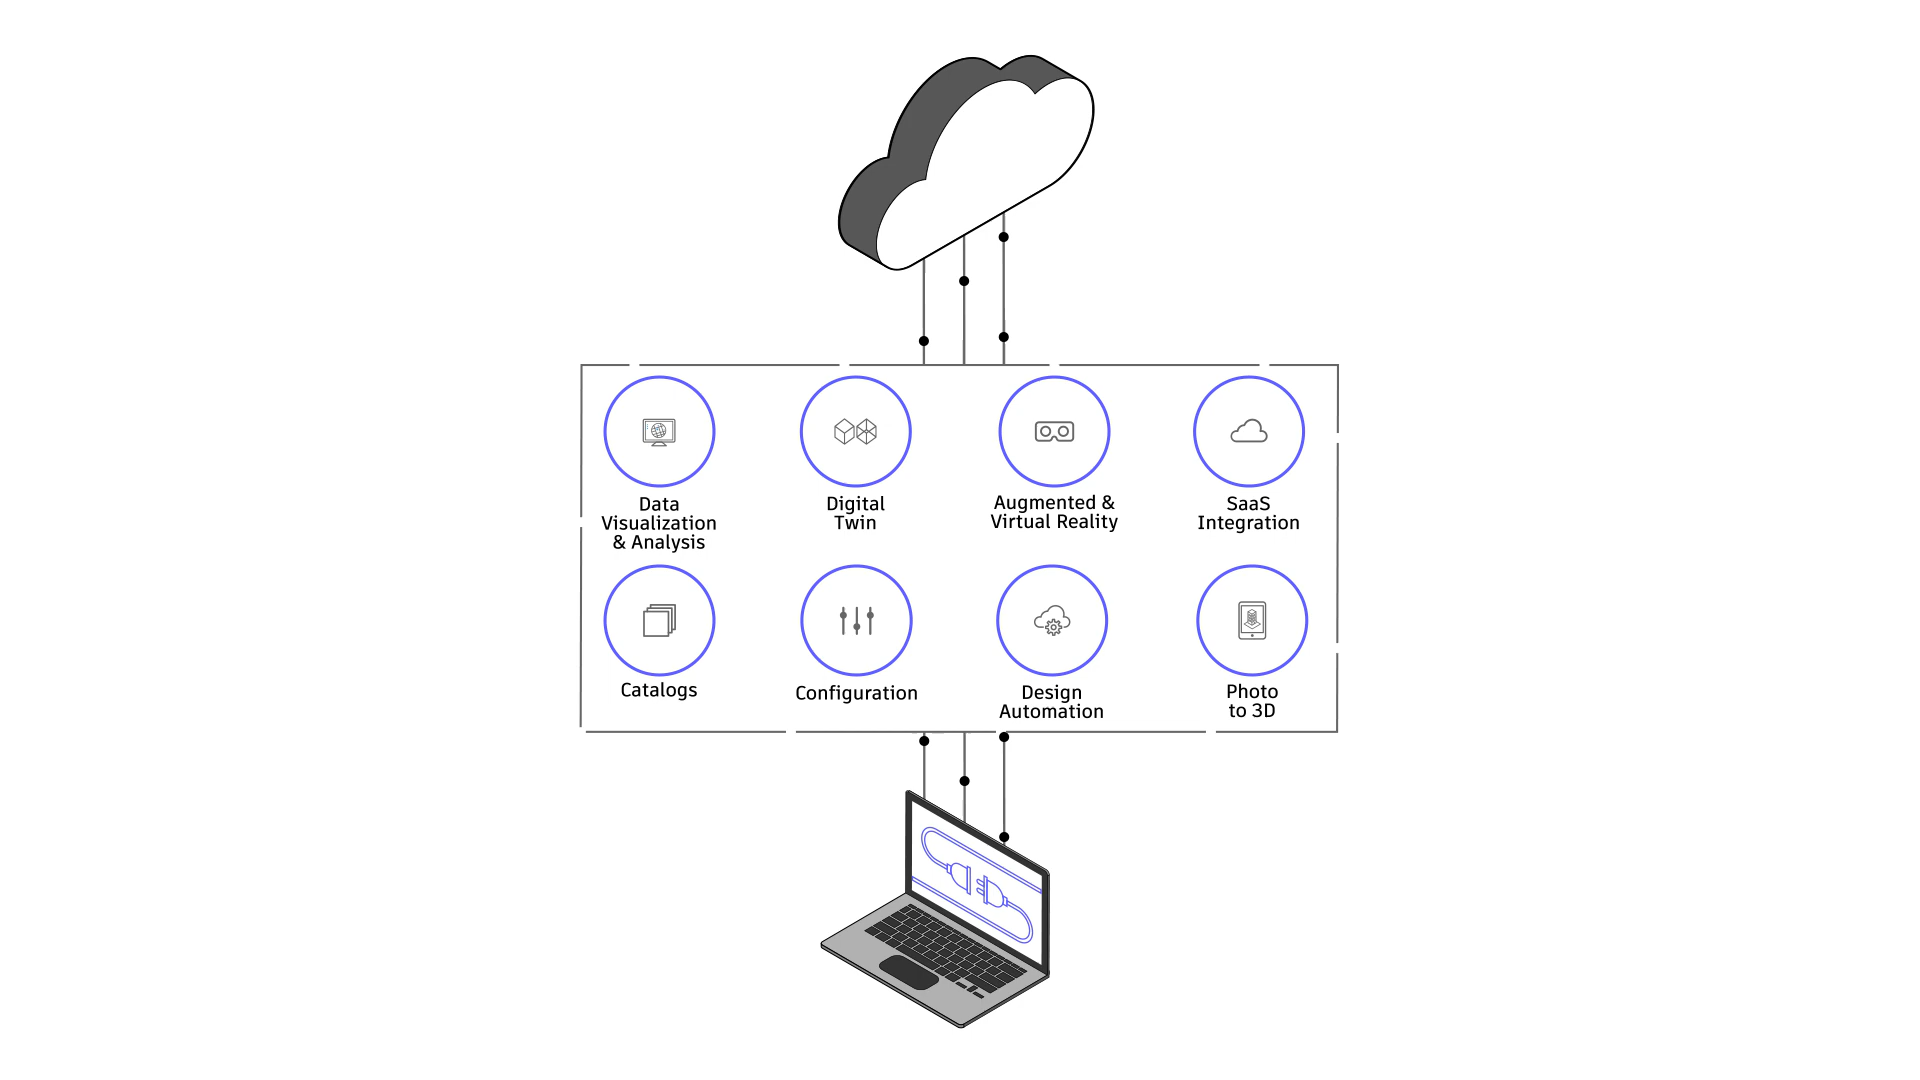 Data
Visualization
& Analysis
Digital
Twin
Augmented &
Virtual Reality
SaaS
Integration
Catalogs
Configuration
Design
Automation
Photo
to 3D